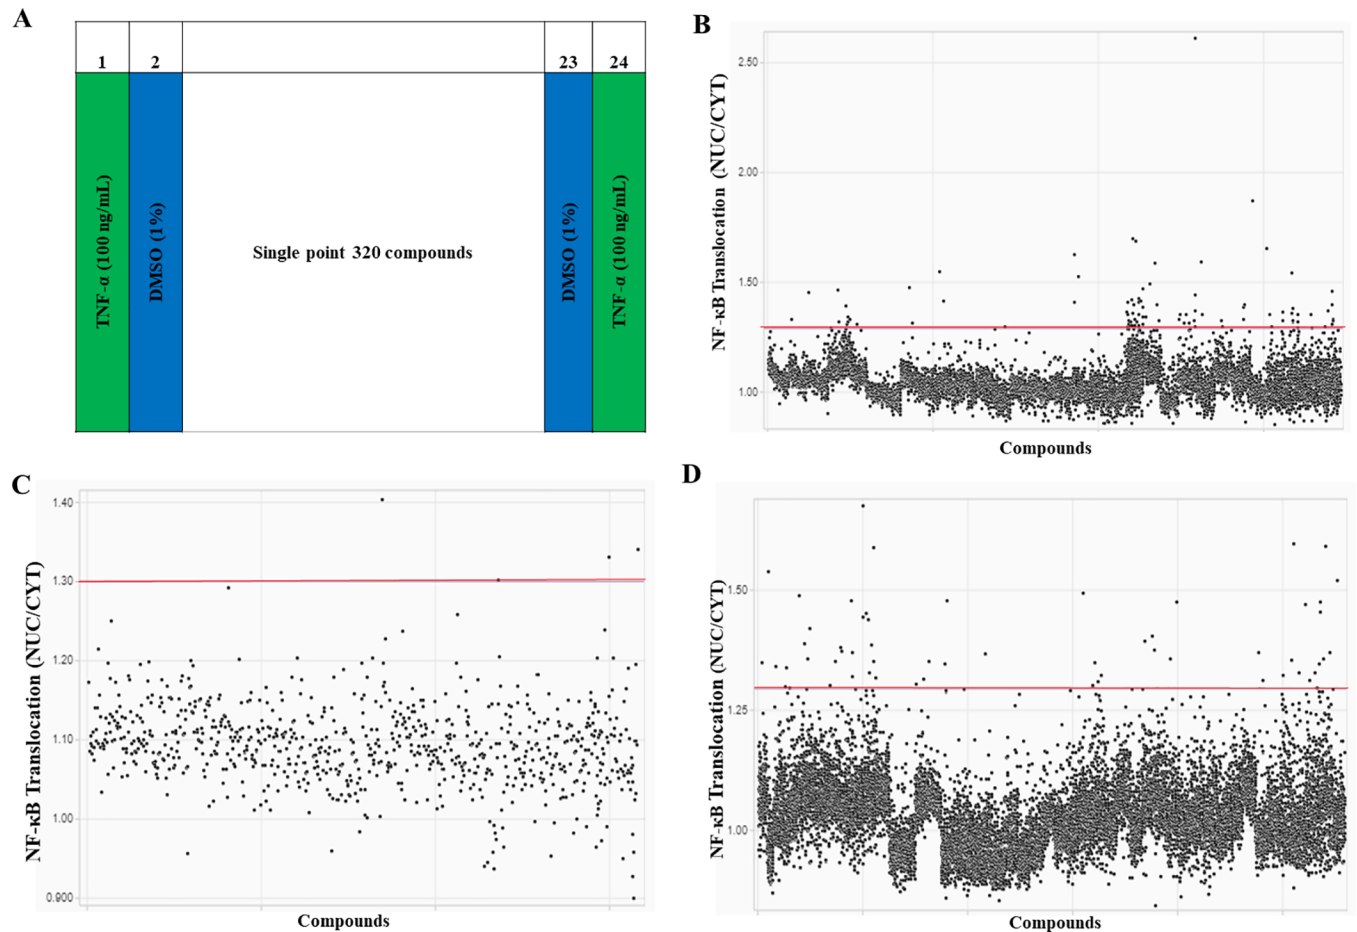 A
1 2 23 24
TNF-α (100 ng/mL)
DMSO (1%)
Single point 320 compounds
DMSO (1%)
TNF-α (100 ng/mL)
B
NF-κB Translocation (NUC/CYT)
2.50
2.00
1.50
1.00
Compounds
C
NF-κB Translocation (NUC/CYT)
1.40
1.30
1.20
1.10
1.00
0.900
Compounds
D
NF-κB Translocation (NUC/CYT)
1.50
1.25
1.00
Compounds